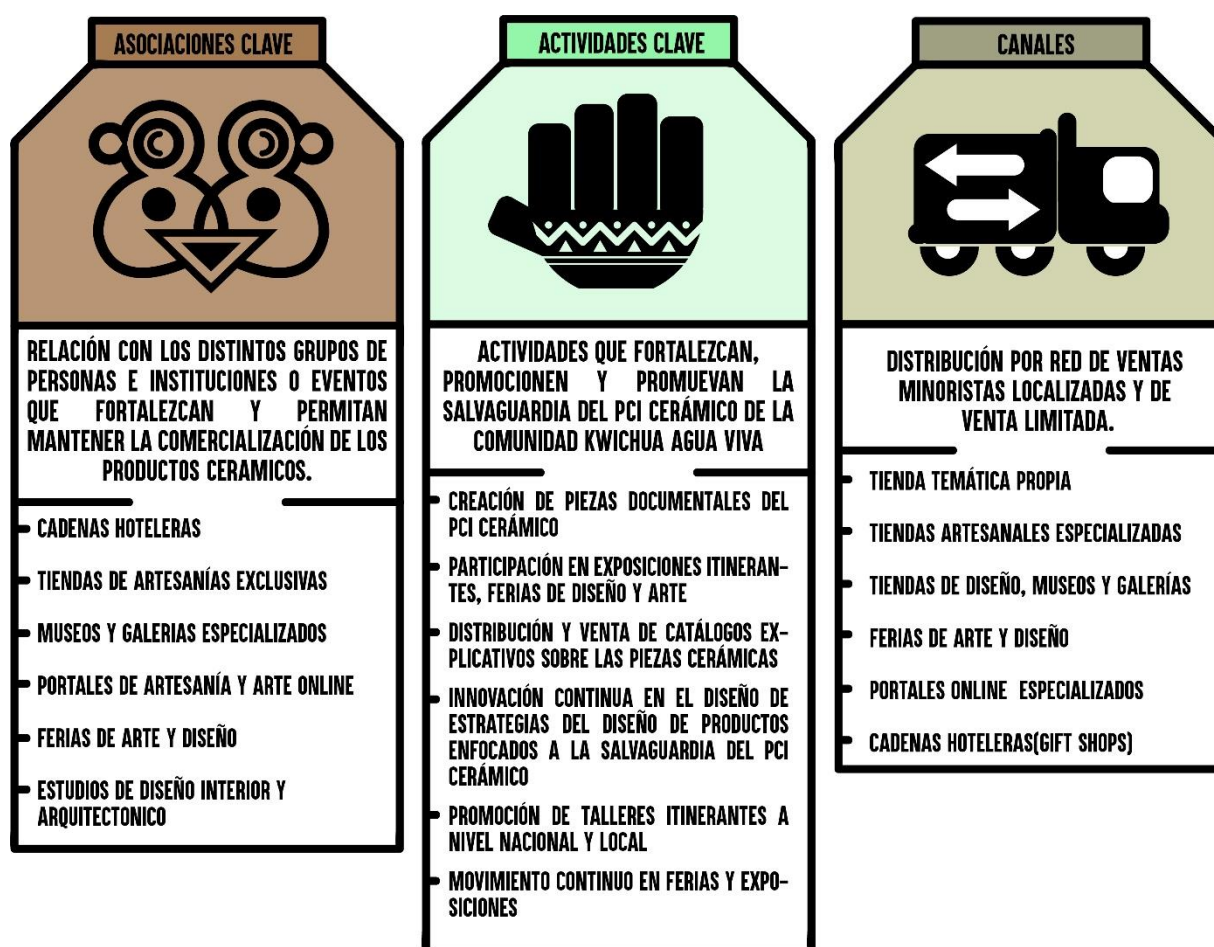 ASOCIACIONES CLAVE
RELACIÓN CON LOS DISTINTOS GRUPOS DE
PERSONAS E INSTITUCIONES O EVENTOS
QUE FORTALEZCAN Y PERMITAN
MANTENER LA COMERCIALIZACIÓN DE LOS
PRODUCTOS CERAMICOS.
CADENAS HOTELERAS
TIENDAS DE ARTESANÍAS EXCLUSIVAS
MUSEOS Y GALERIAS ESPECIALIZADOS
PORTALES DE ARTESANÍA Y ARTE ONLINE
FERIAS DE ARTE Y DISEÑO
ESTUDIOS DE DISEÑO INTERIOR Y
ARQUITECTONICO
ACTIVIDADES CLAVE
ACTIVIDADES QUE FORTALEZCAN,
PROMOCIONEN Y PROMUEVAN LA
SALVAGUARDIA DEL PCI CERÁMICO DE LA
COMUNIDAD KWICHUA AGUA VIVA
CREACIÓN DE PIEZAS DOCUMENTALES DEL
PCI CERÁMICO
PARTICIPACIÓN EN EXPOSICIONES ITINERAN-
TES, FERIAS DE DISEÑO Y ARTE
DISTRIBUCIÓN Y VENTA DE CATÁLOGOS EX-
PLICATIVOS SOBRE LAS PIEZAS CERÁMICAS
INNOVACIÓN CONTINUA EN EL DISEÑO DE
ESTRATEGIAS DEL DISEÑO DE PRODUCTOS
ENFOCADOS A LA SALVAGUARDIA DEL PCI
CERÁMICO
PROMOCIÓN DE TALLERES ITINERANTES A
NIVEL NACIONAL Y LOCAL
MOVIMIENTO CONTINUO EN FERIAS Y EXPO-
SICIONES
CANALES
DISTRIBUCIÓN POR RED DE VENTAS
MINORISTAS LOCALIZADAS Y DE
VENTA LIMITADA.
TIENDA TEMÁTICA PROPIA
TIENDAS ARTESANALES ESPECIALIZADAS
TIENDAS DE DISEÑO, MUSEOS Y GALERÍAS
FERIAS DE ARTE Y DISEÑO
PORTALES ONLINE ESPECIALIZADOS
CADENAS HOTELERAS(GIFT SHOPS)